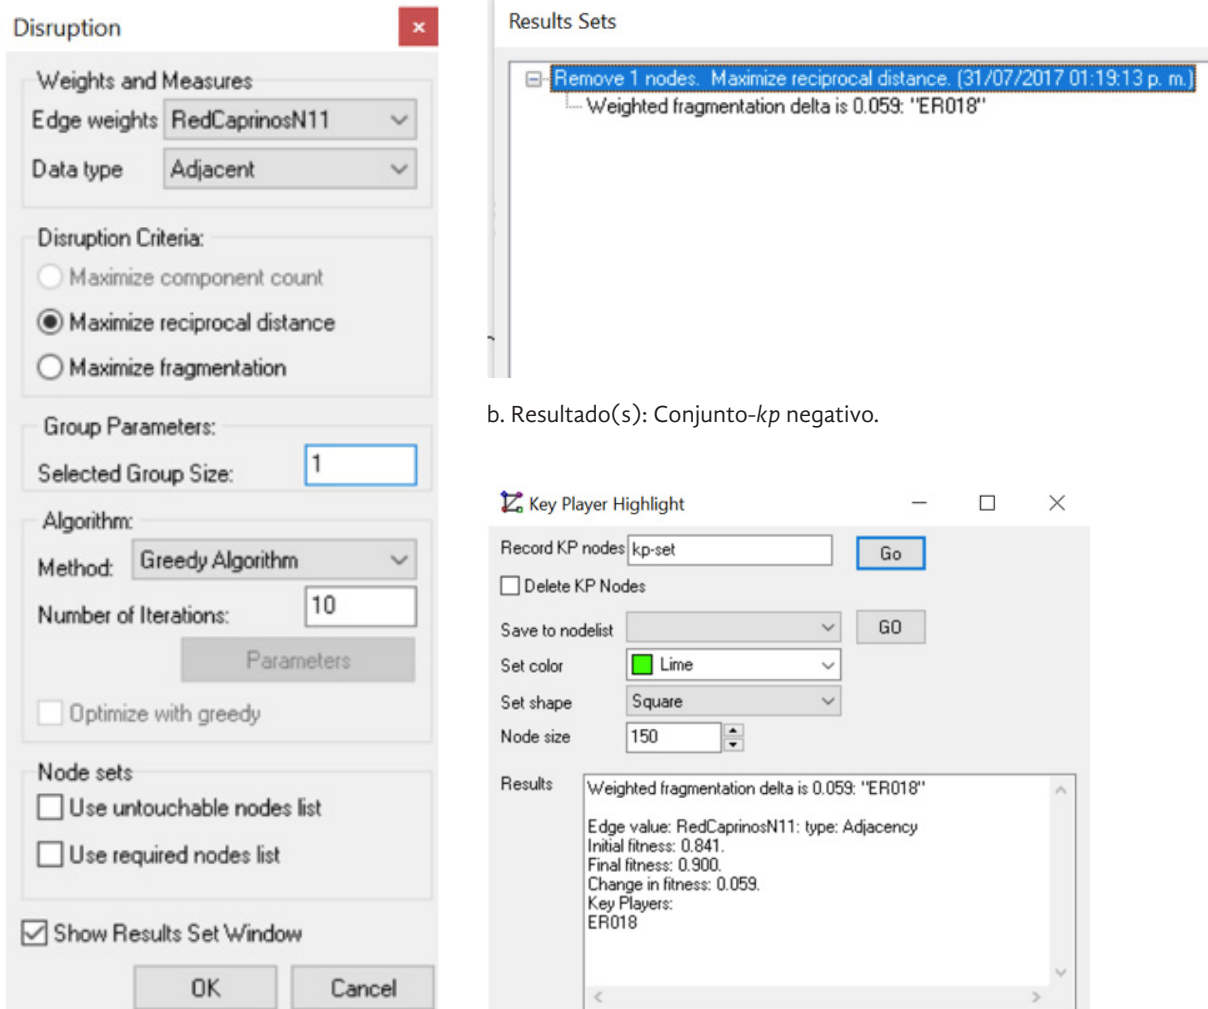 Disruption
Weights and Measures
Edge weights RedCaprinosN11
Data type Adjacent
Disruption Criteria:
Maximize component count
Maximize reciprocal distance
Maximize fragmentation
Group Parameters:
Selected Group Size: 1
Algorithm:
Method: Greedy Algorithm
Number of Iterations: 10
Parameters
Optimize with greedy
Node sets
Use untouchable nodes list
Use required nodes list
Show Results Set Window
OK Cancel
Results Sets
Remove 1 nodes. Maximize reciprocal distance. (31/07/2017 01:19:13 p. m.)
Weighted fragmentation delta is 0.059: "ER018"
b. Resultado(s): Conjunto-kp negativo.
Key Player Highlight
Record KP nodes kp-set Go
Delete KP Nodes
Save to nodelist GO
Set color Lime
Set shape Square
Node size 150
Results
Weighted fragmentation delta is 0.059: "ER018"
Edge value: RedCaprinosN11: type: Adjacency
Initial fitness: 0.841.
Final fitness: 0.900.
Change in fitness: 0.059.
Key Players:
ER018